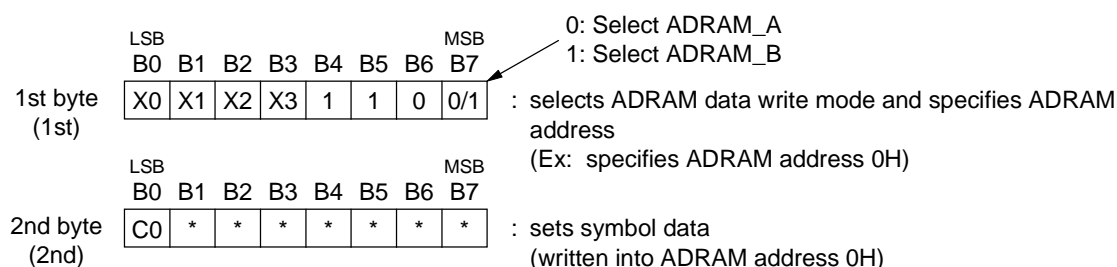 0: Select ADRAM_A
1: Select ADRAM_B
LSB MSB
B0 B1 B2 B3 B4 B5 B6 B7
1st byte X0 X1 X2 X3 1 1 0 0/1 : selects ADRAM data write mode and specifies ADRAM
(1st) address
(Ex: specifies ADRAM address 0H)
LSB MSB
B0 B1 B2 B3 B4 B5 B6 B7
2nd byte C0 * * * * * * * : sets symbol data
(2nd) (written into ADRAM address 0H)